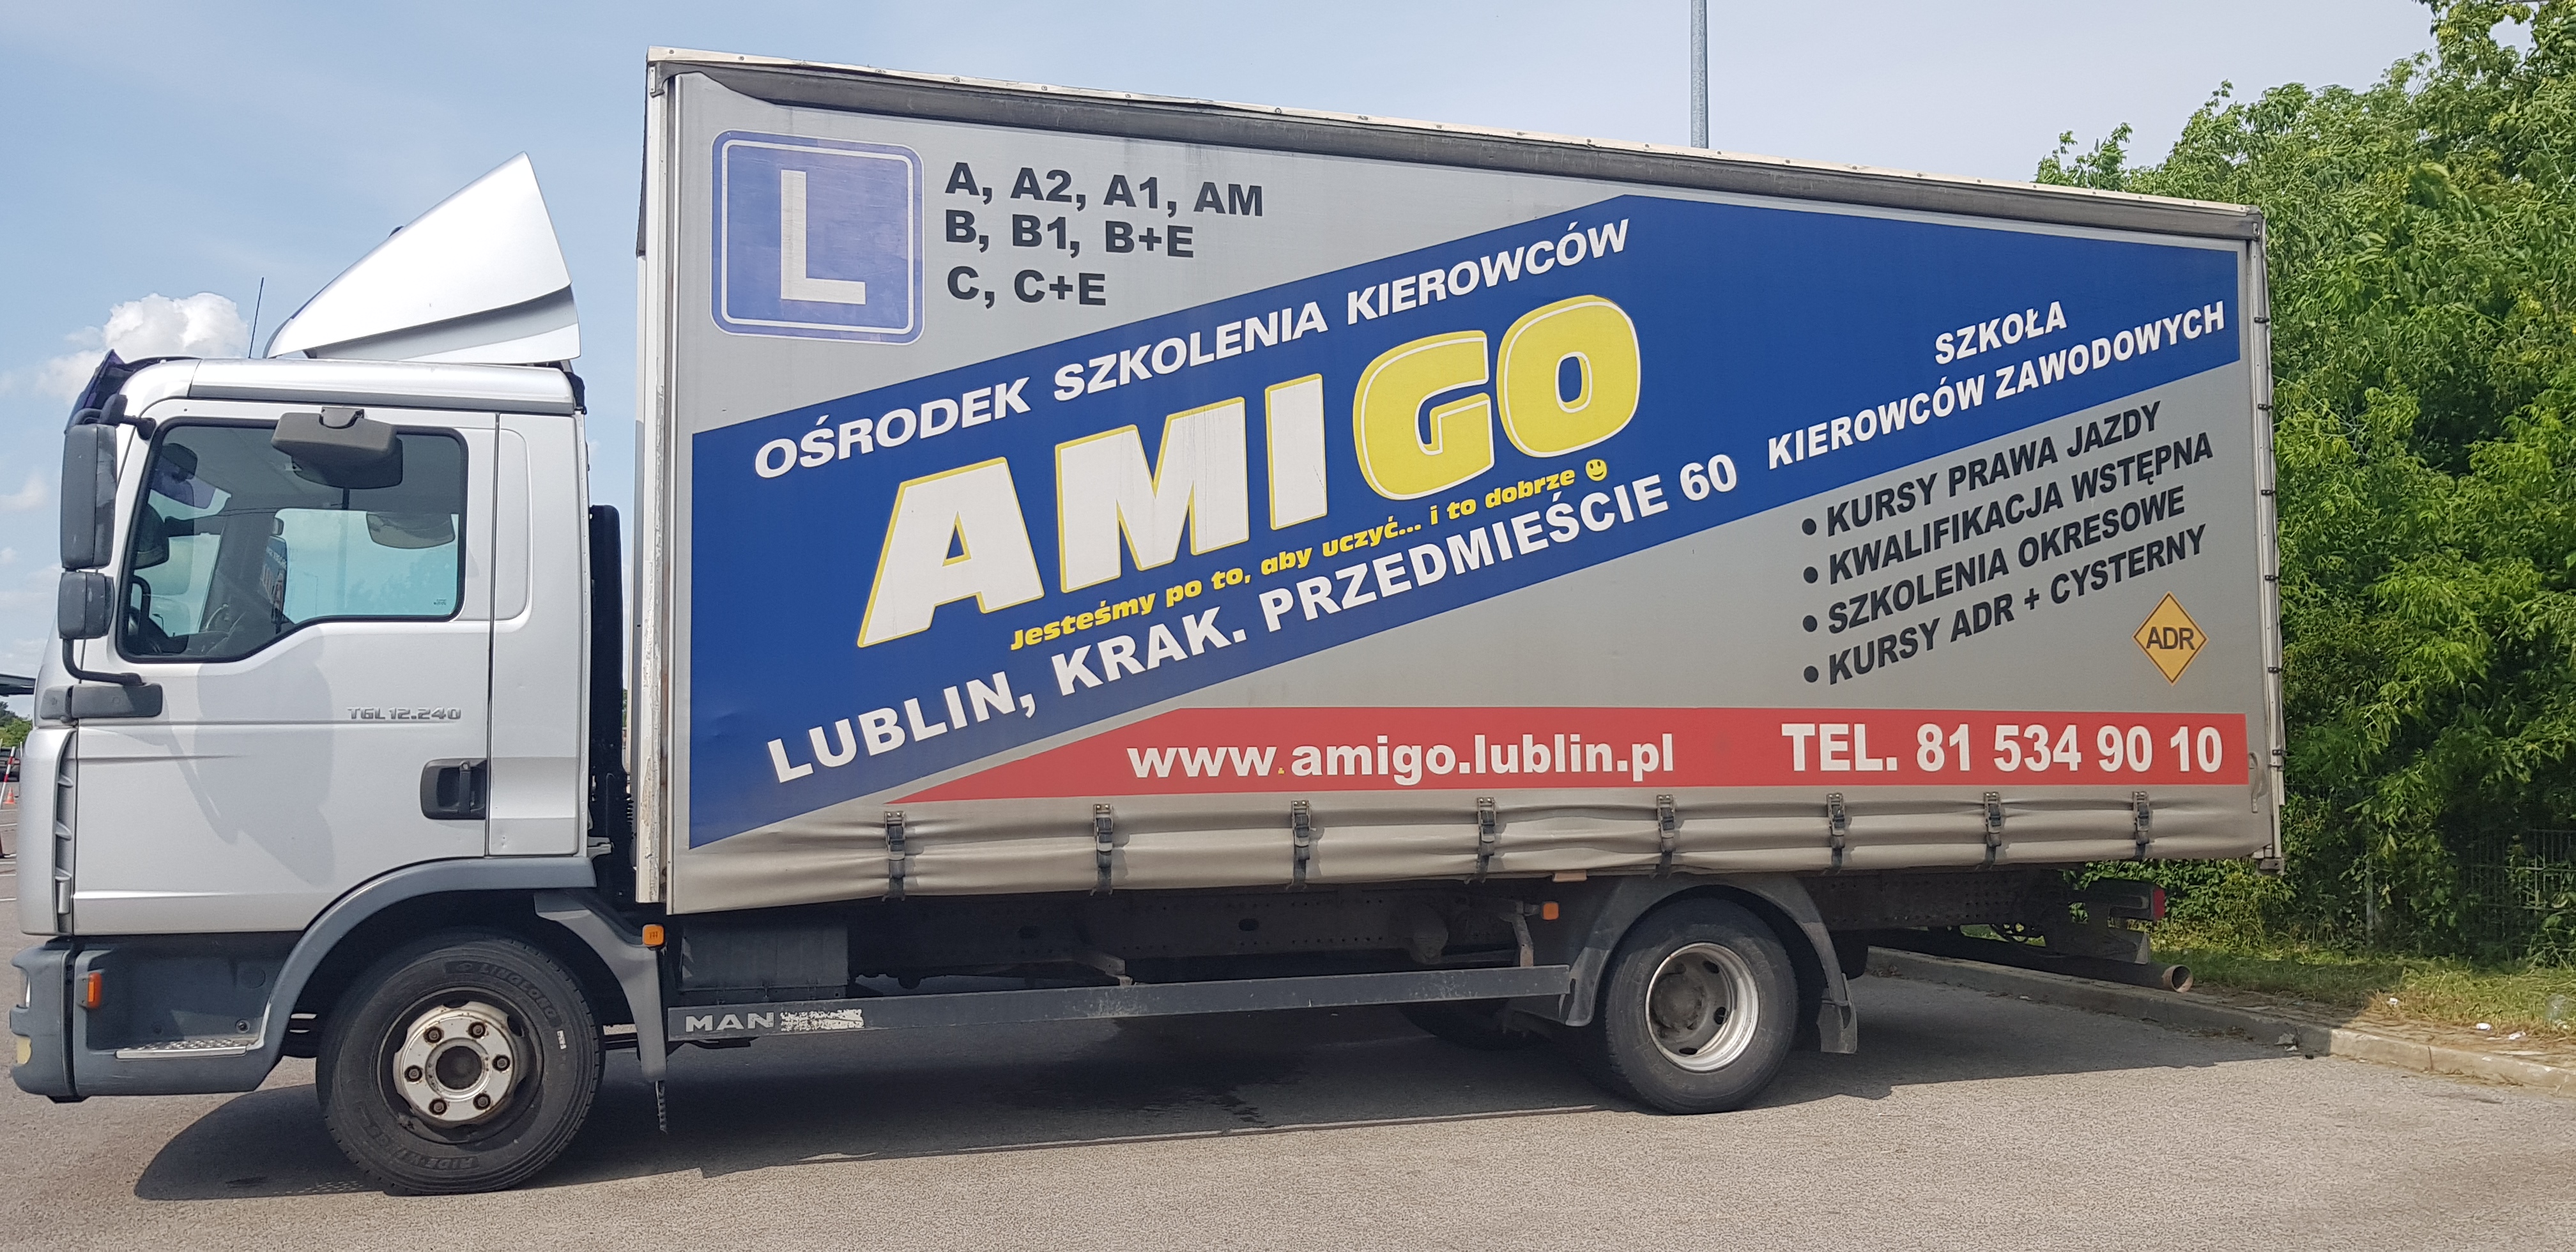 L
A, A2, A1, AM
B, B1, B+E
C, C+E
OŚRODEK SZKOLENIA KIEROWCÓW
AMIGO
Jesteśmy po to, aby uczyć... i to dobrze
LUBLIN, KRAK. PRZEDMIEŚCIE 60
SZKOŁA
KIEROWCÓW ZAWODOWYCH
• KURSY PRAWA JAZDY
• KWALIFIKACJA WSTĘPNA
• SZKOLENIA OKRESOWE
• KURSY ADR + CYSTERNY
ADR
www.amigo.lublin.pl
TEL. 81 534 90 10
TGL 12.240
MAN
LINGLONG